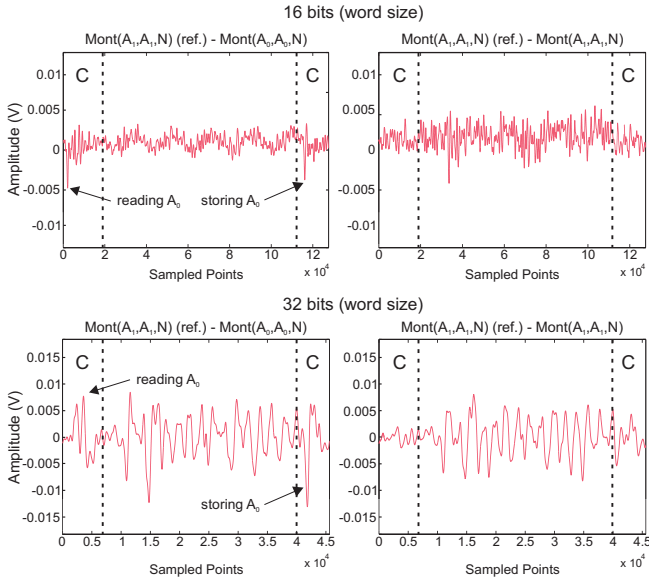 16 bits (word size)
Mont(A₁,A₁,N) (ref.) - Mont(A₀,A₀,N)
Mont(A₁,A₁,N) (ref.) - Mont(A₁,A₁,N)
Amplitude (V)
0.01
0.005
0
-0.005
-0.01
C
C
reading A₀
storing A₀
0 2 4 6 8 10 12
x 10⁴
Sampled Points
0.01
0.005
0
-0.005
-0.01
C
C
0 2 4 6 8 10 12
x 10⁴
Sampled Points
32 bits (word size)
Mont(A₁,A₁,N) (ref.) - Mont(A₀,A₀,N)
Mont(A₁,A₁,N) (ref.) - Mont(A₁,A₁,N)
Amplitude (V)
0.015
0.01
0.005
0
-0.005
-0.01
-0.015
C
C
reading A₀
storing A₀
0 0.5 1 1.5 2 2.5 3 3.5 4 4.5
x 10⁴
Sampled Points
0.015
0.01
0.005
0
-0.005
-0.01
-0.015
C
C
0 0.5 1 1.5 2 2.5 3 3.5 4 4.5
x 10⁴
Sampled Points